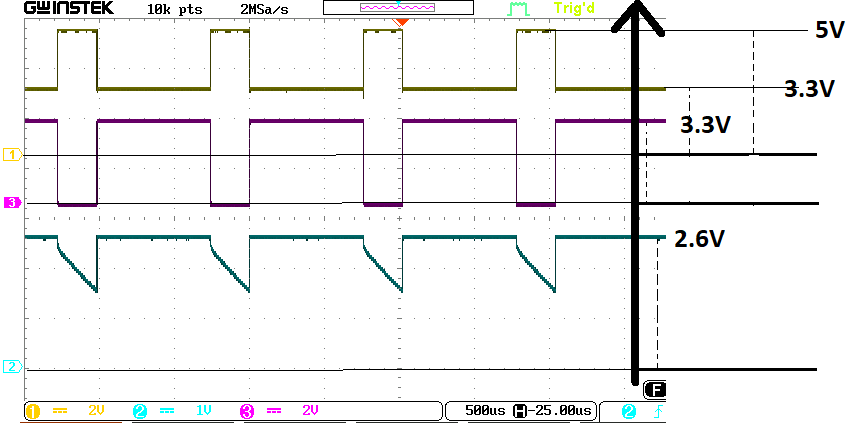 GWINSTEK 10k pts 2MSa/s Trig'd
5V
3.3V
3.3V
1
3
2.6V
2
F
1 2V 2 1V 3 2V 500us H -25.00us 2